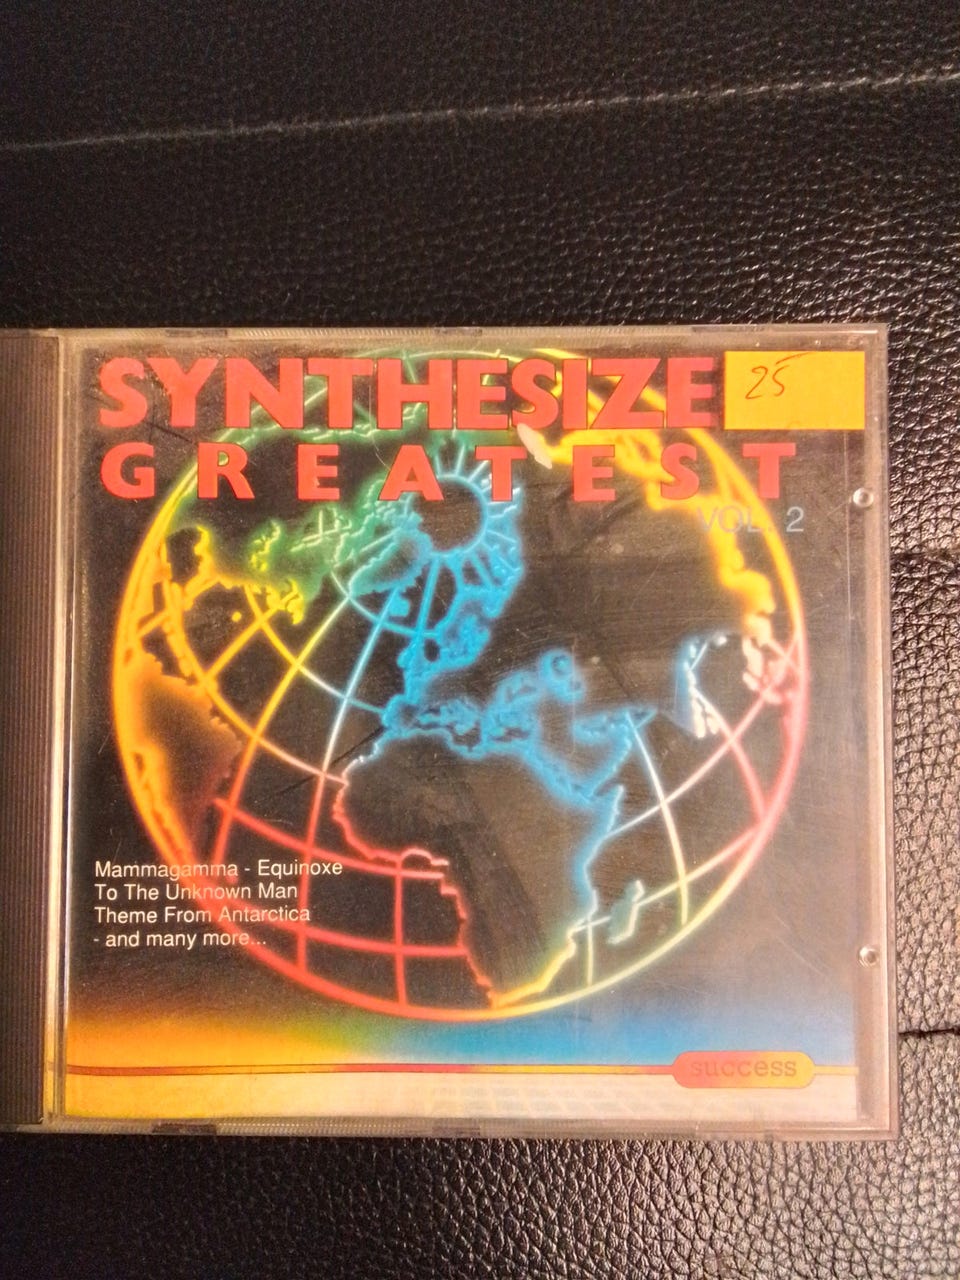 SYNTHESIZE
25
GREATEST
VOL. 2
Mammagamma - Equinoxe
To The Unknown Man
Theme From Antarctica
- and many more...
success